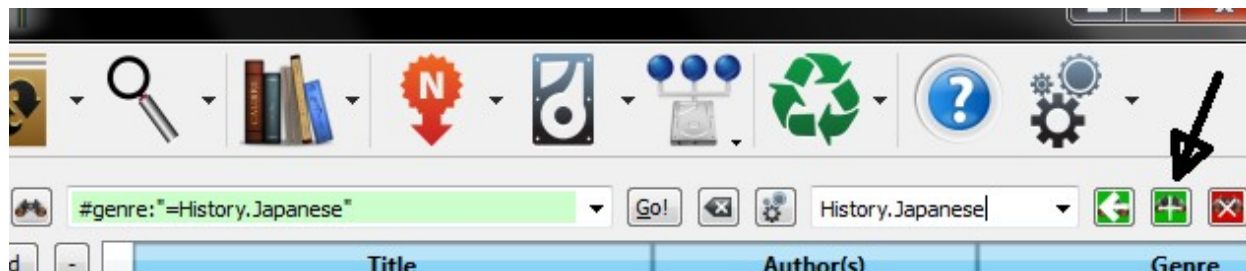 N
?
#genre:"=History.Japanese"
Go!
History.Japanese
d
-
Title
Author(s)
Genre